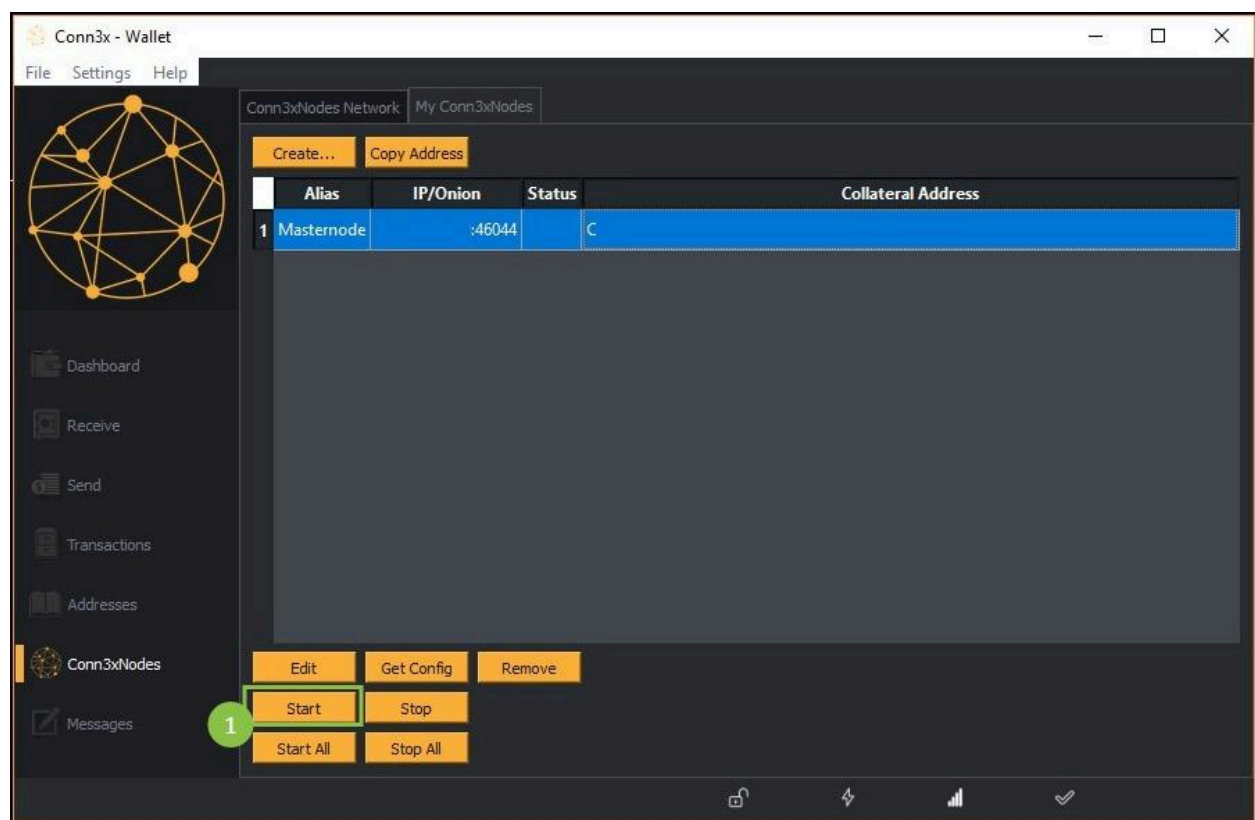 Conn3x - Wallet
File Settings Help
Conn3xNodes Network My Conn3xNodes
Create... Copy Address
Alias IP/Onion Status Collateral Address
1 Masternode :46044 C
Dashboard
Receive
Send
Transactions
Addresses
Conn3xNodes
Messages
Edit Get Config Remove
1 Start Stop
Start All Stop All